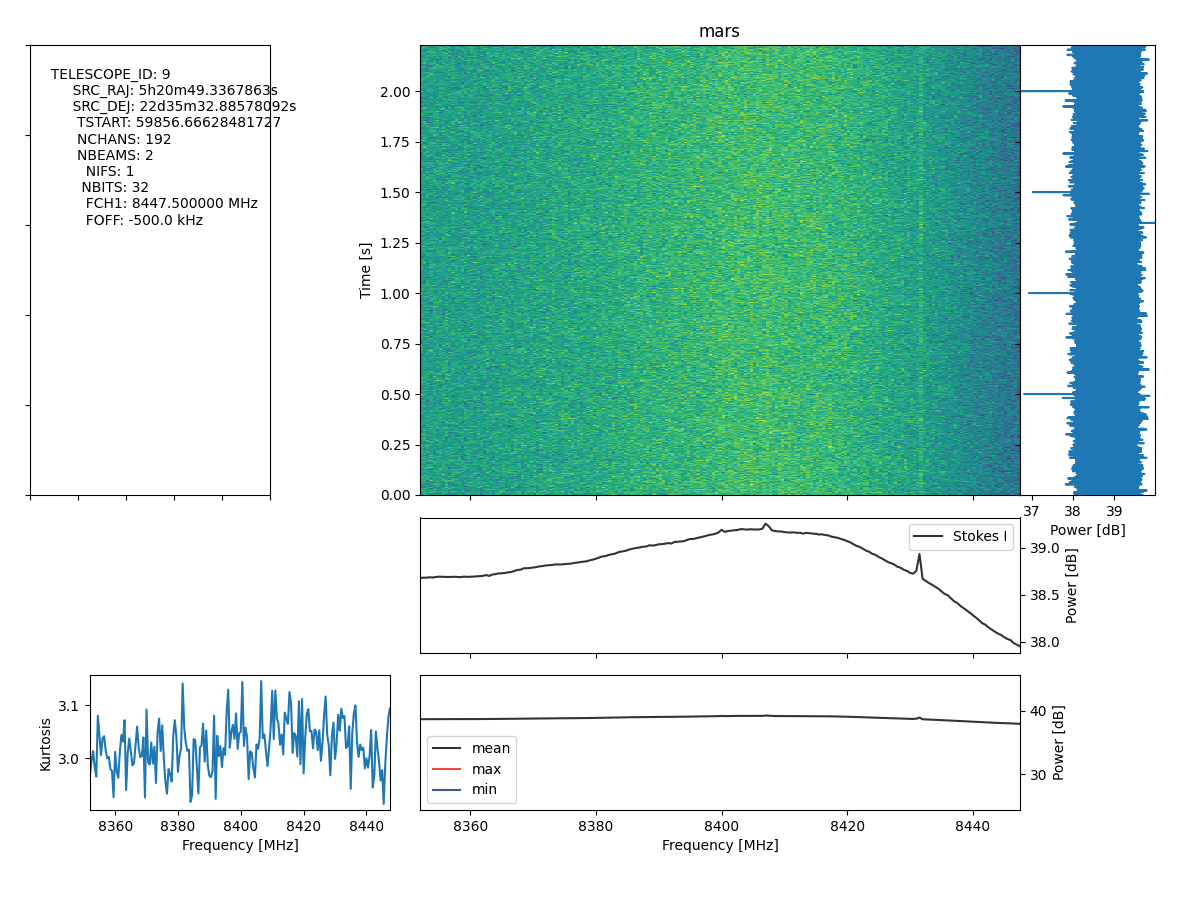 mars
TELESCOPE_ID: 9
SRC_RAJ: 5h20m49.3367863s
SRC_DEJ: 22d35m32.88578092s
TSTART: 59856.66628481727
NCHANS: 192
NBEAMS: 2
NIFS: 1
NBITS: 32
FCH1: 8447.500000 MHz
FOFF: -500.0 kHz
Time [s]
2.00
1.75
1.50
1.25
1.00
0.75
0.50
0.25
0.00
37 38 39
Power [dB]
Stokes I
39.0
38.5
38.0
Power [dB]
Kurtosis
3.1
3.0
8360 8380 8400 8420 8440
Frequency [MHz]
mean
max
min
40
30
Power [dB]
8360 8380 8400 8420 8440
Frequency [MHz]